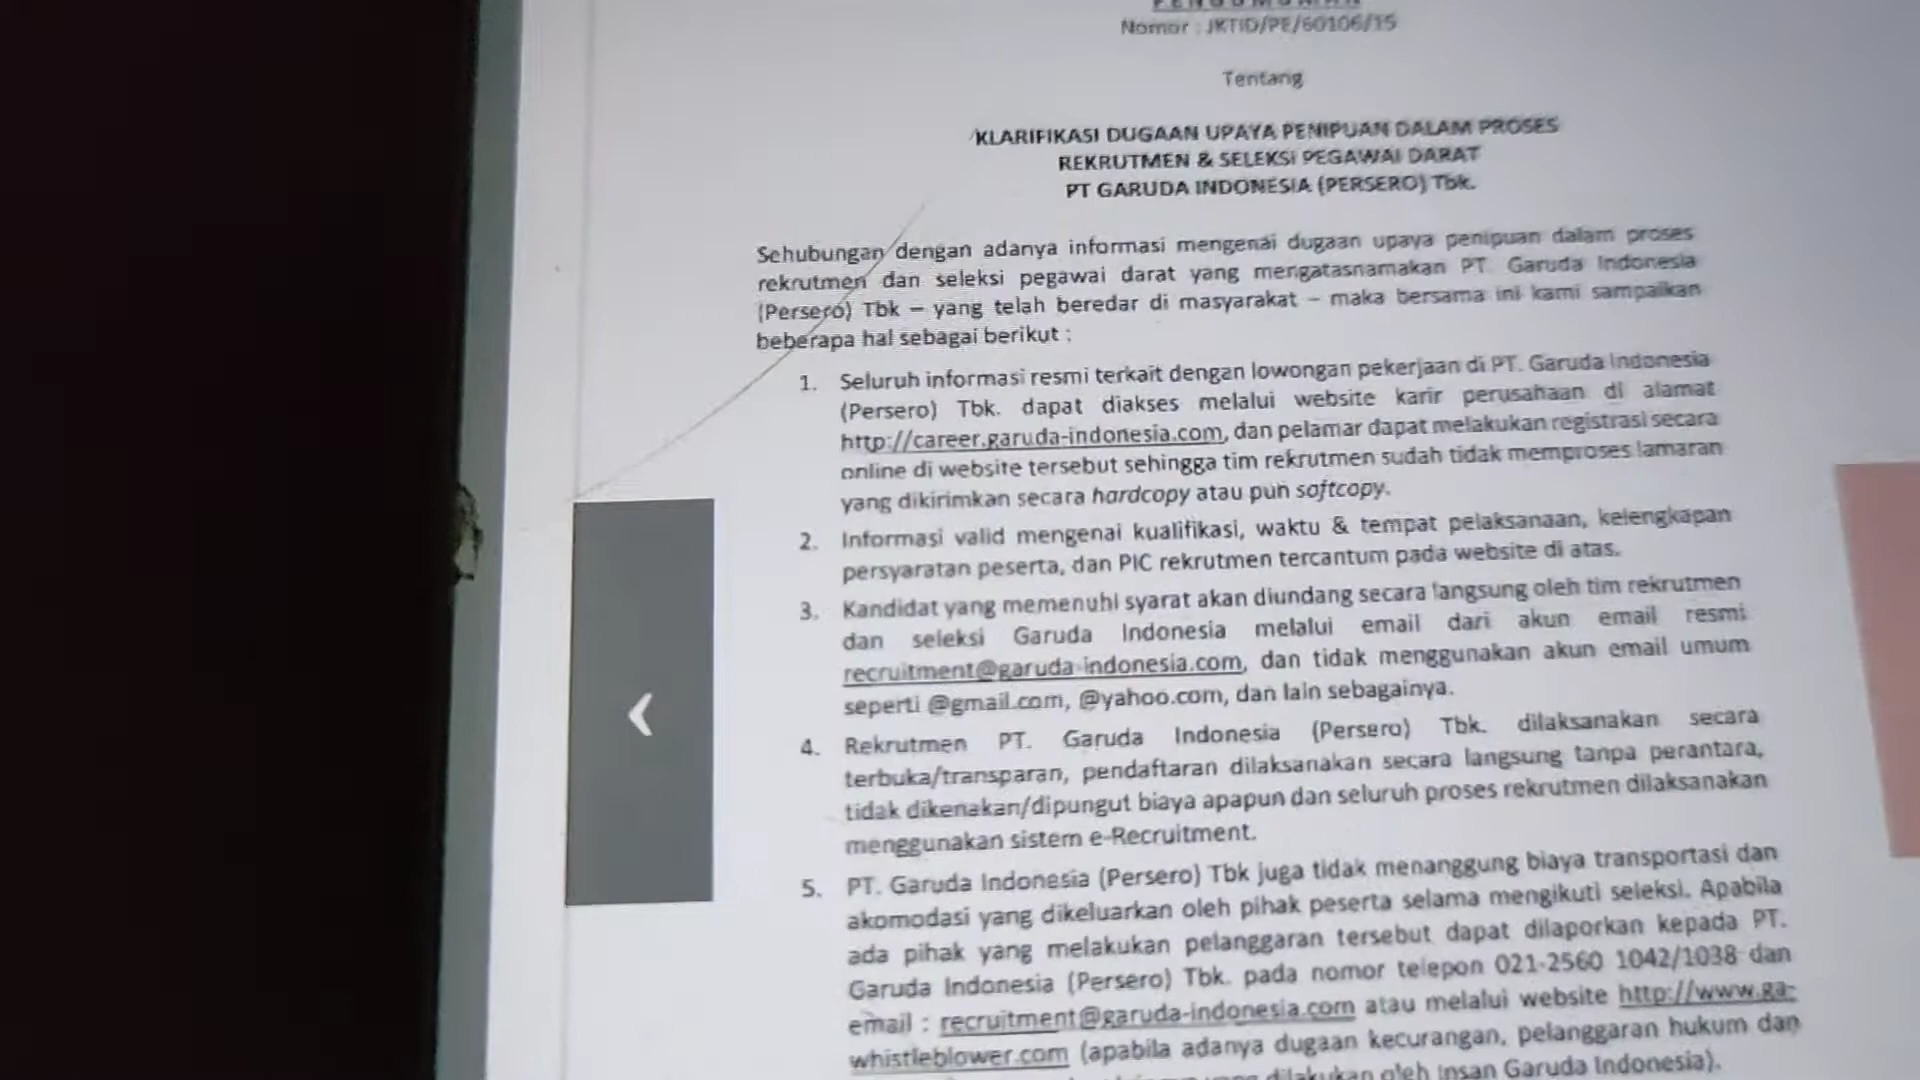 PENGUMUMAN
Nomor : JKTID/PE/60106/15
Tentang
KLARIFIKASI DUGAAN UPAYA PENIPUAN DALAM PROSES
REKRUTMEN & SELEKSI PEGAWAI DARAT
PT GARUDA INDONESIA (PERSERO) Tbk.
Sehubungan dengan adanya informasi mengenai dugaan upaya penipuan dalam proses
rekrutmen dan seleksi pegawai darat yang mengatasnamakan PT. Garuda Indonesia
(Persero) Tbk – yang telah beredar di masyarakat – maka bersama ini kami sampaikan
beberapa hal sebagai berikut :
1. Seluruh informasi resmi terkait dengan lowongan pekerjaan di PT. Garuda Indonesia
(Persero) Tbk. dapat diakses melalui website karir perusahaan di alamat
http://career.garuda-indonesia.com, dan pelamar dapat melakukan registrasi secara
online di website tersebut sehingga tim rekrutmen sudah tidak memproses lamaran
yang dikirimkan secara hardcopy atau pun softcopy.
2. Informasi valid mengenai kualifikasi, waktu & tempat pelaksanaan, kelengkapan
persyaratan peserta, dan PIC rekrutmen tercantum pada website di atas.
3. Kandidat yang memenuhi syarat akan diundang secara langsung oleh tim rekrutmen
dan seleksi Garuda Indonesia melalui email dari akun email resmi
recruitment@garuda-indonesia.com, dan tidak menggunakan akun email umum
seperti @gmail.com, @yahoo.com, dan lain sebagainya.
4. Rekrutmen PT. Garuda Indonesia (Persero) Tbk. dilaksanakan secara
terbuka/transparan, pendaftaran dilaksanakan secara langsung tanpa perantara,
tidak dikenakan/dipungut biaya apapun dan seluruh proses rekrutmen dilaksanakan
menggunakan sistem e-Recruitment.
5. PT. Garuda Indonesia (Persero) Tbk juga tidak menanggung biaya transportasi dan
akomodasi yang dikeluarkan oleh pihak peserta selama mengikuti seleksi. Apabila
ada pihak yang melakukan pelanggaran tersebut dapat dilaporkan kepada PT.
Garuda Indonesia (Persero) Tbk. pada nomor telepon 021-2560 1042/1038 dan
email : recruitment@garuda-indonesia.com atau melalui website http://www.ga-
whistleblower.com (apabila adanya dugaan kecurangan, pelanggaran hukum dan
yang dilakukan oleh Insan Garuda Indonesia).